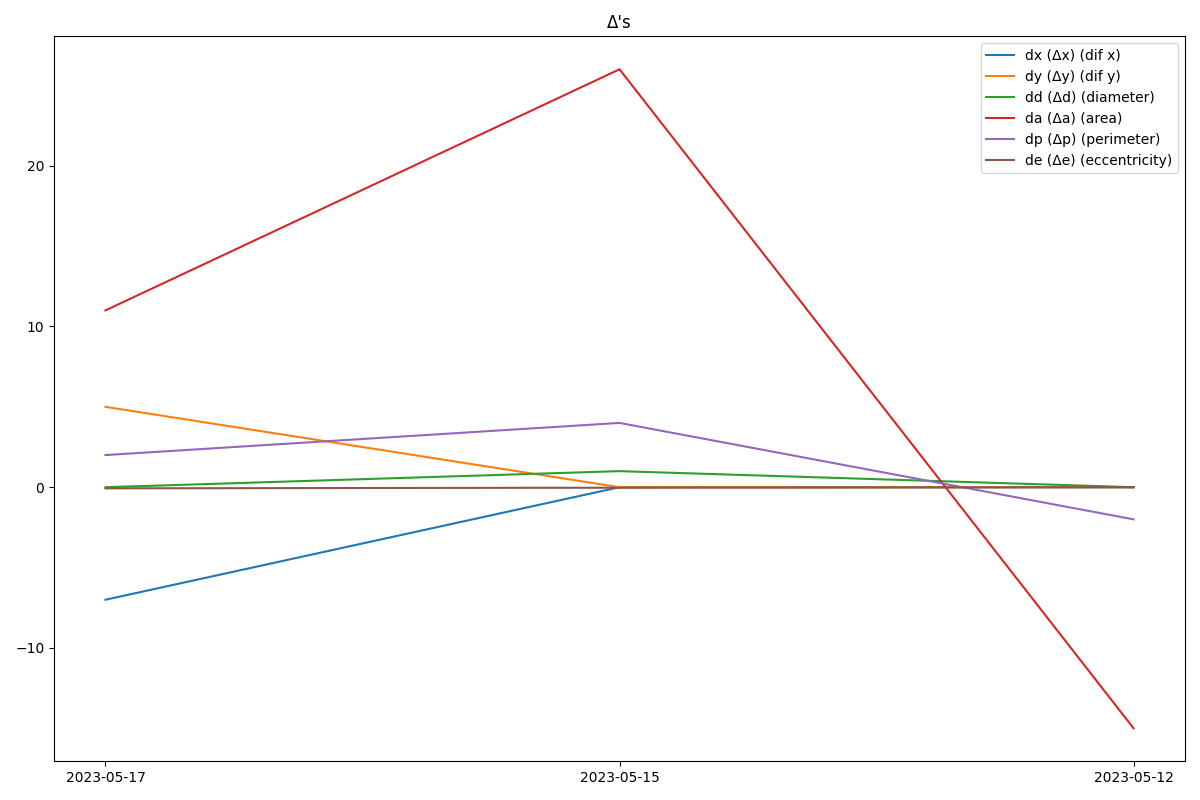 Δ's
dx (Δx) (dif x)
dy (Δy) (dif y)
dd (Δd) (diameter)
da (Δa) (area)
dp (Δp) (perimeter)
de (Δe) (eccentricity)
20
10
0
−10
2023-05-17
2023-05-15
2023-05-12